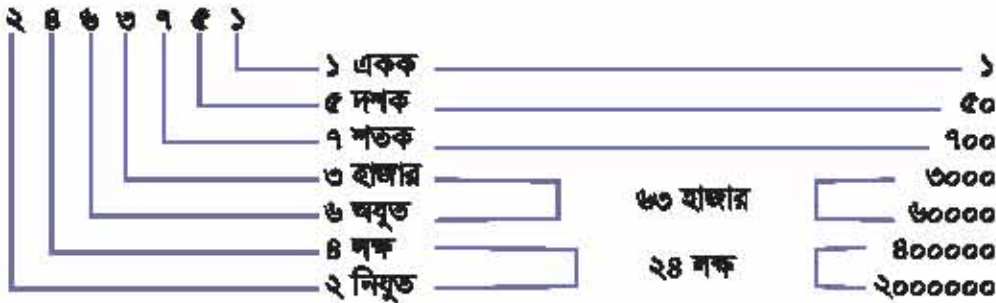 ২ ৪ ৬ ৩ ৭ ৫ ১
১ একক ১
৫ দশক ৫০
৭ শতক ৭০০
৩ হাজার ৩০০০
৬৩ হাজার
৬ অযুত ৬০০০০
৪ লক্ষ ৪০০০০০
২৪ লক্ষ
২ নিযুত ২০০০০০০